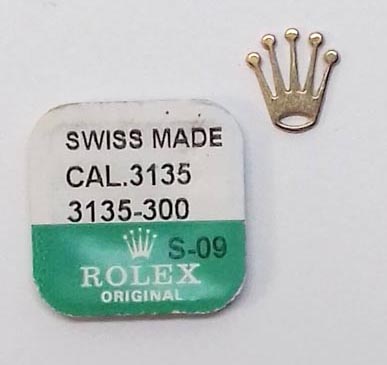 SWISS MADE
CAL.3135
3135-300
S-09
ROLEX
ORIGINAL